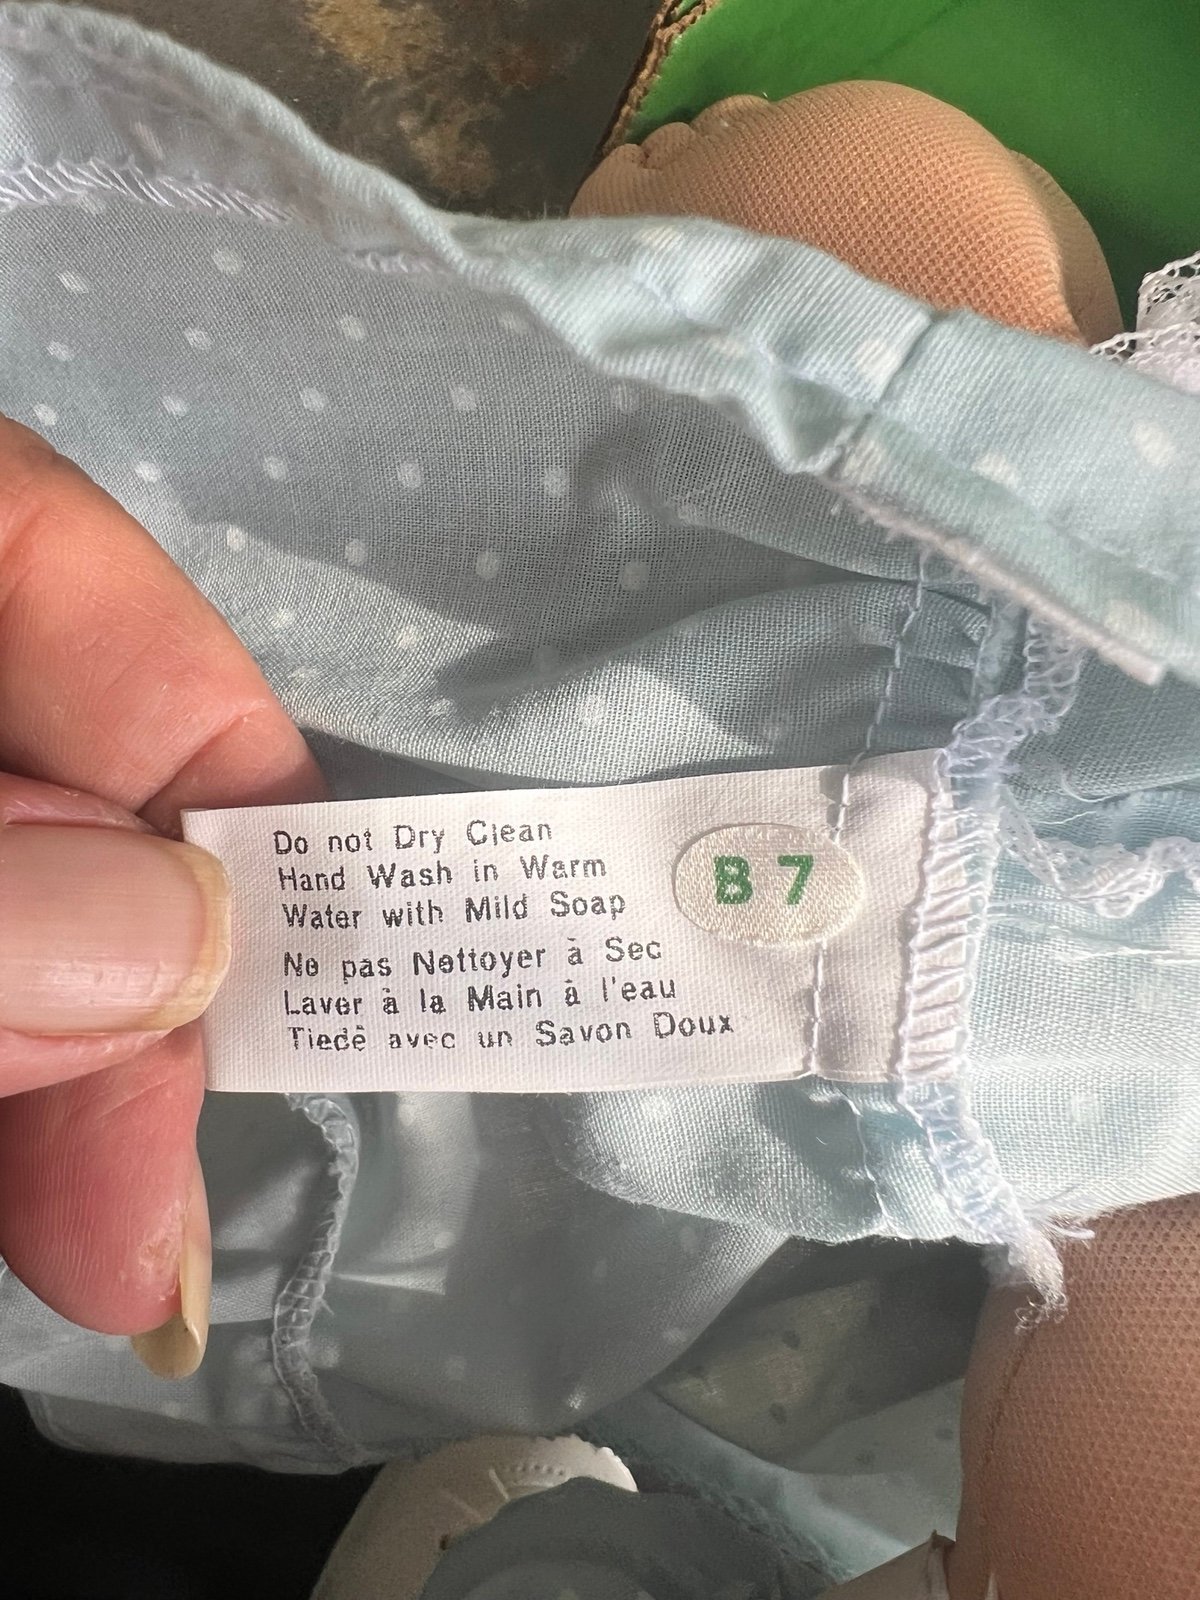 Do not Dry Clean
Hand Wash in Warm
Water with Mild Soap
Ne pas Nettoyer à Sec
Laver à la Main à l'eau
Tiedè avec un Savon Doux
B 7